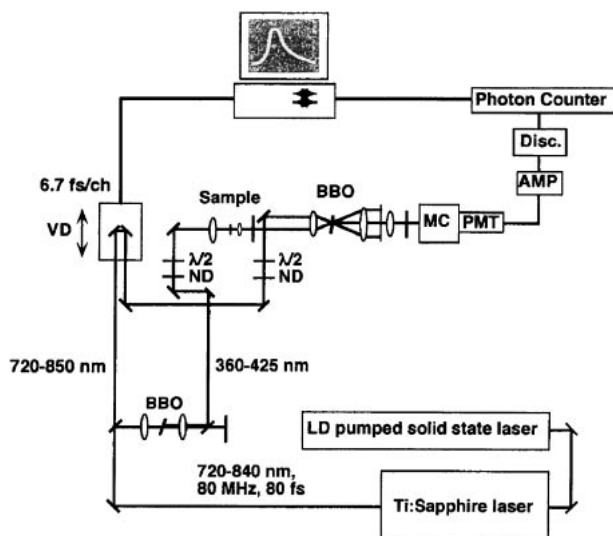 Photon Counter
Disc.
AMP
6.7 fs/ch
VD
Sample
BBO
MC
PMT
λ/2
ND
λ/2
ND
720-850 nm
360-425 nm
BBO
LD pumped solid state laser
720-840 nm,
80 MHz, 80 fs
Ti:Sapphire laser